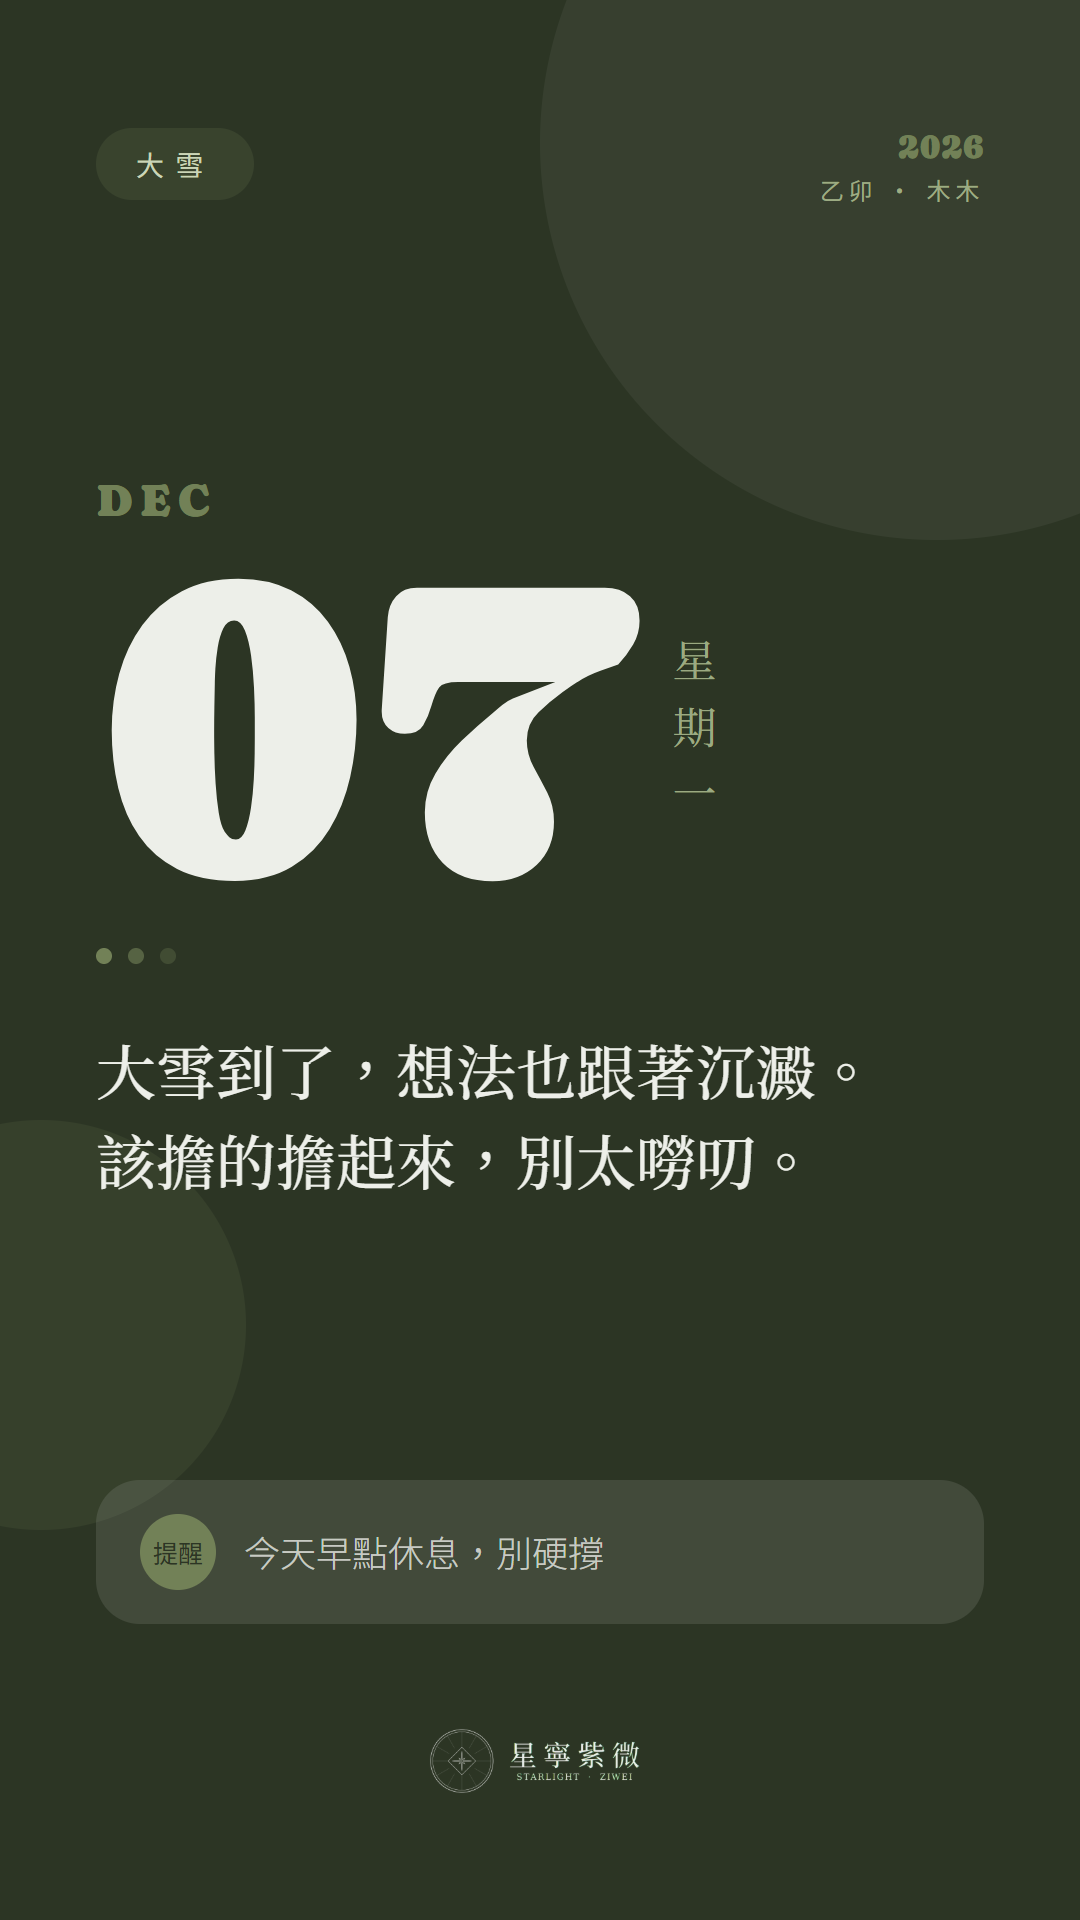 大雪
2026
乙卯 · 木木
DEC
07
星期一
大雪到了，想法也跟著沉澱。
該擔的擔起來，別太嘮叨。
提醒
今天早點休息，別硬撐
星寧紫微
STARLIGHT · ZIWEI